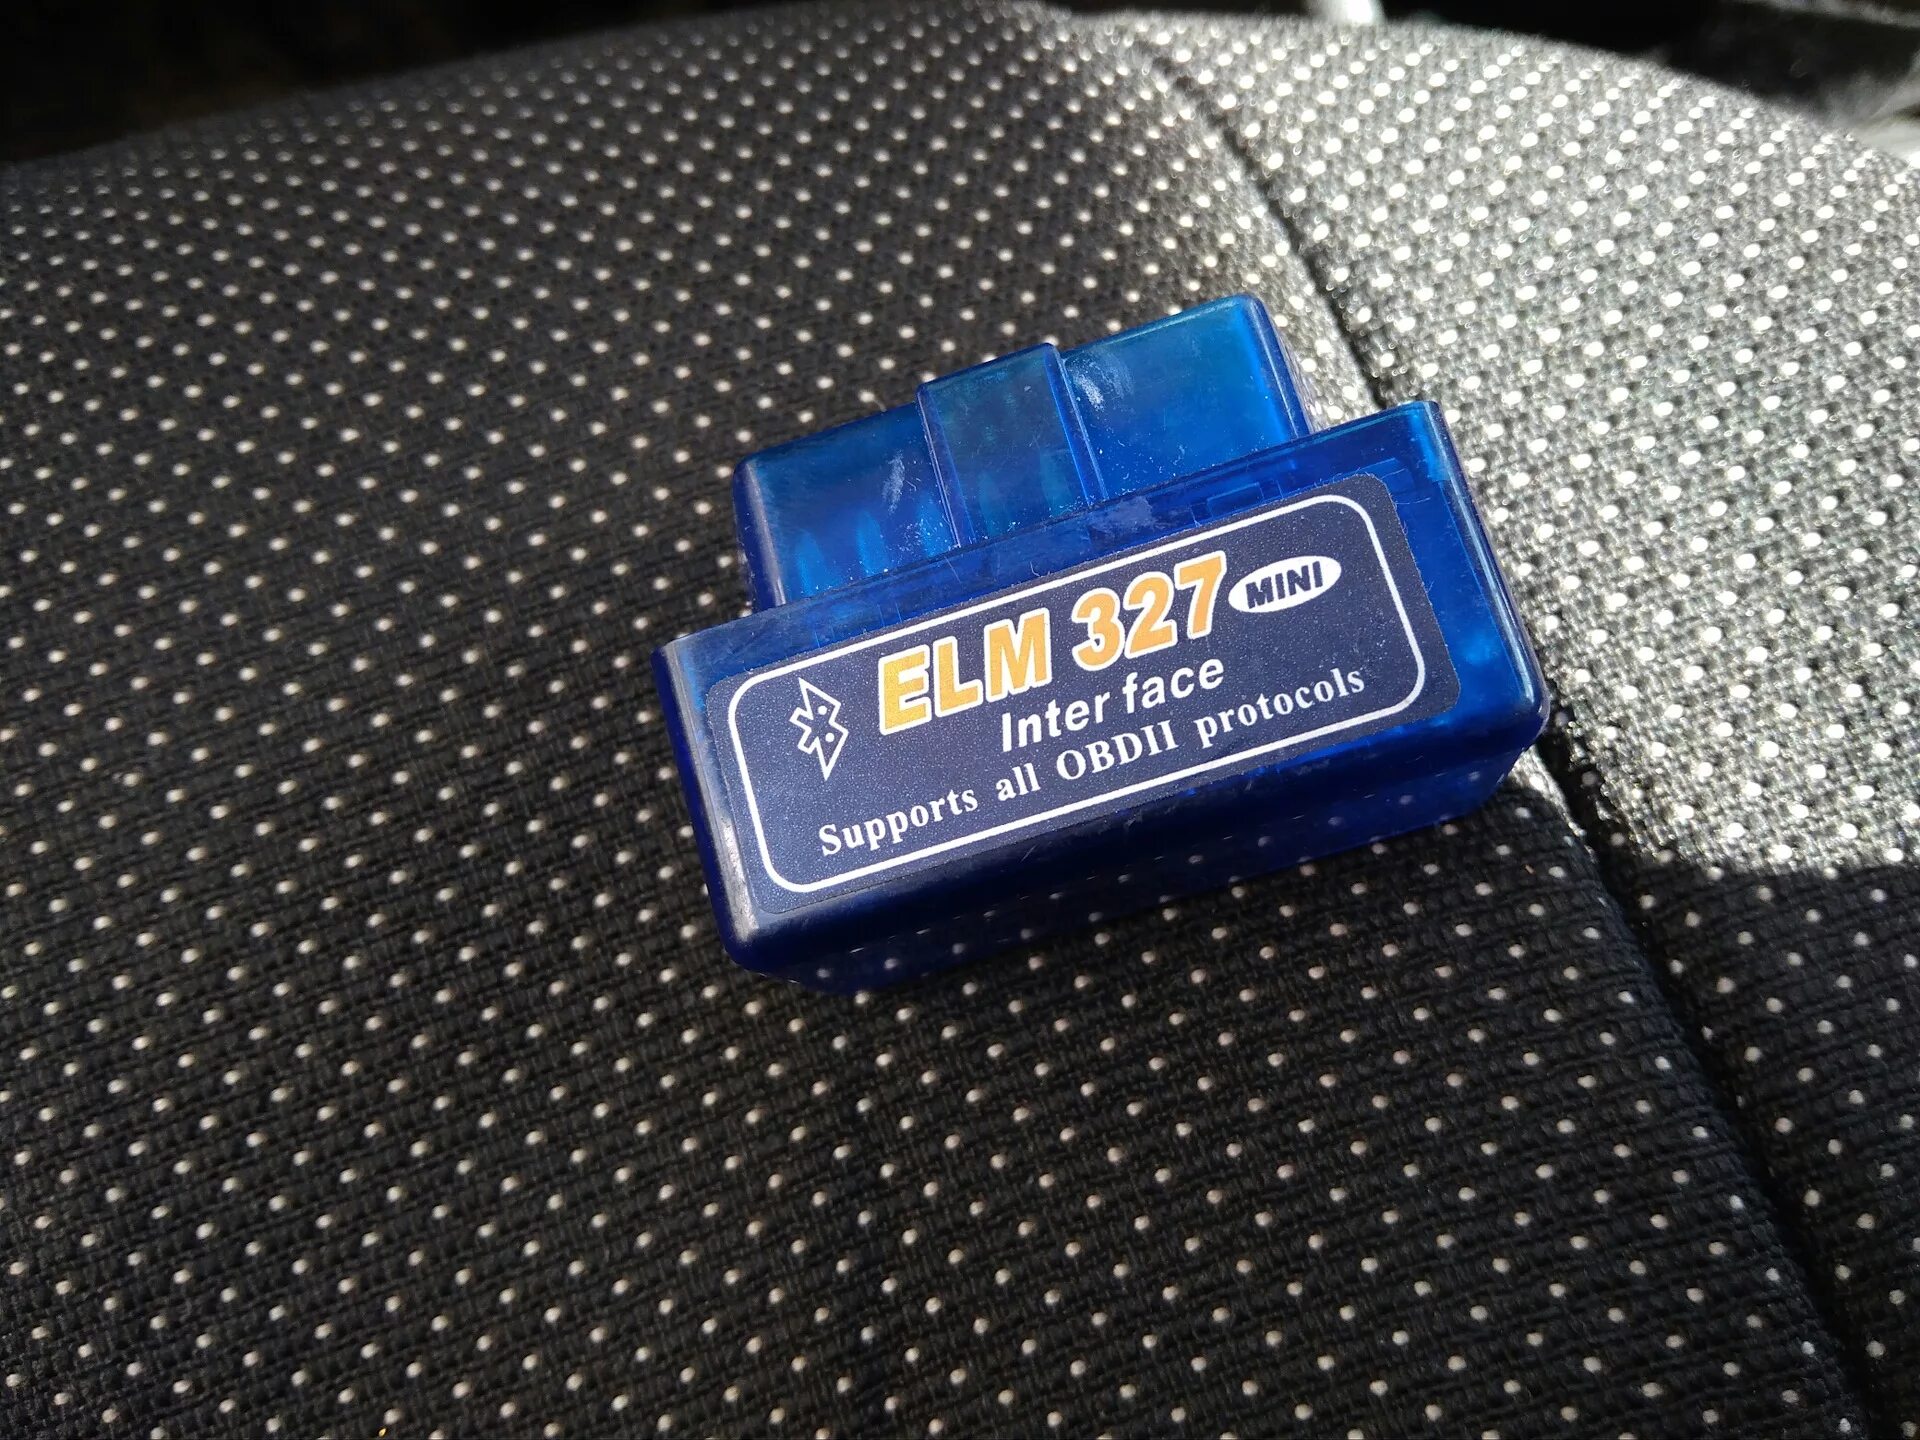 ELM 327 MINI
Inter face
Supports all OBDII protocols